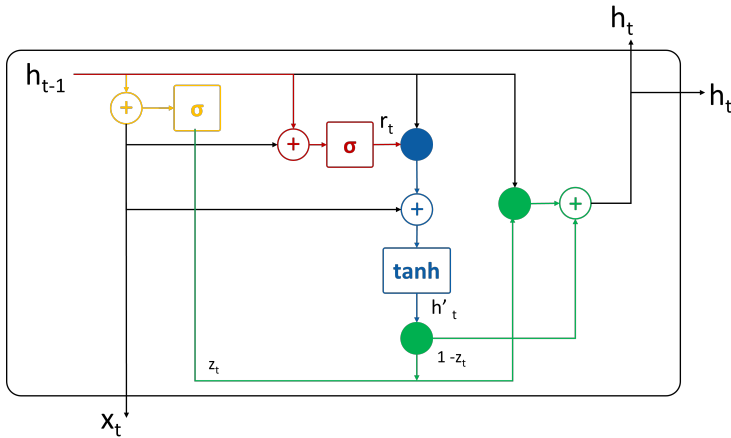 h_t
h_{t-1}
h_t
+
σ
r_t
+
σ
+
+
tanh
h'_t
1 -z_t
z_t
x_t